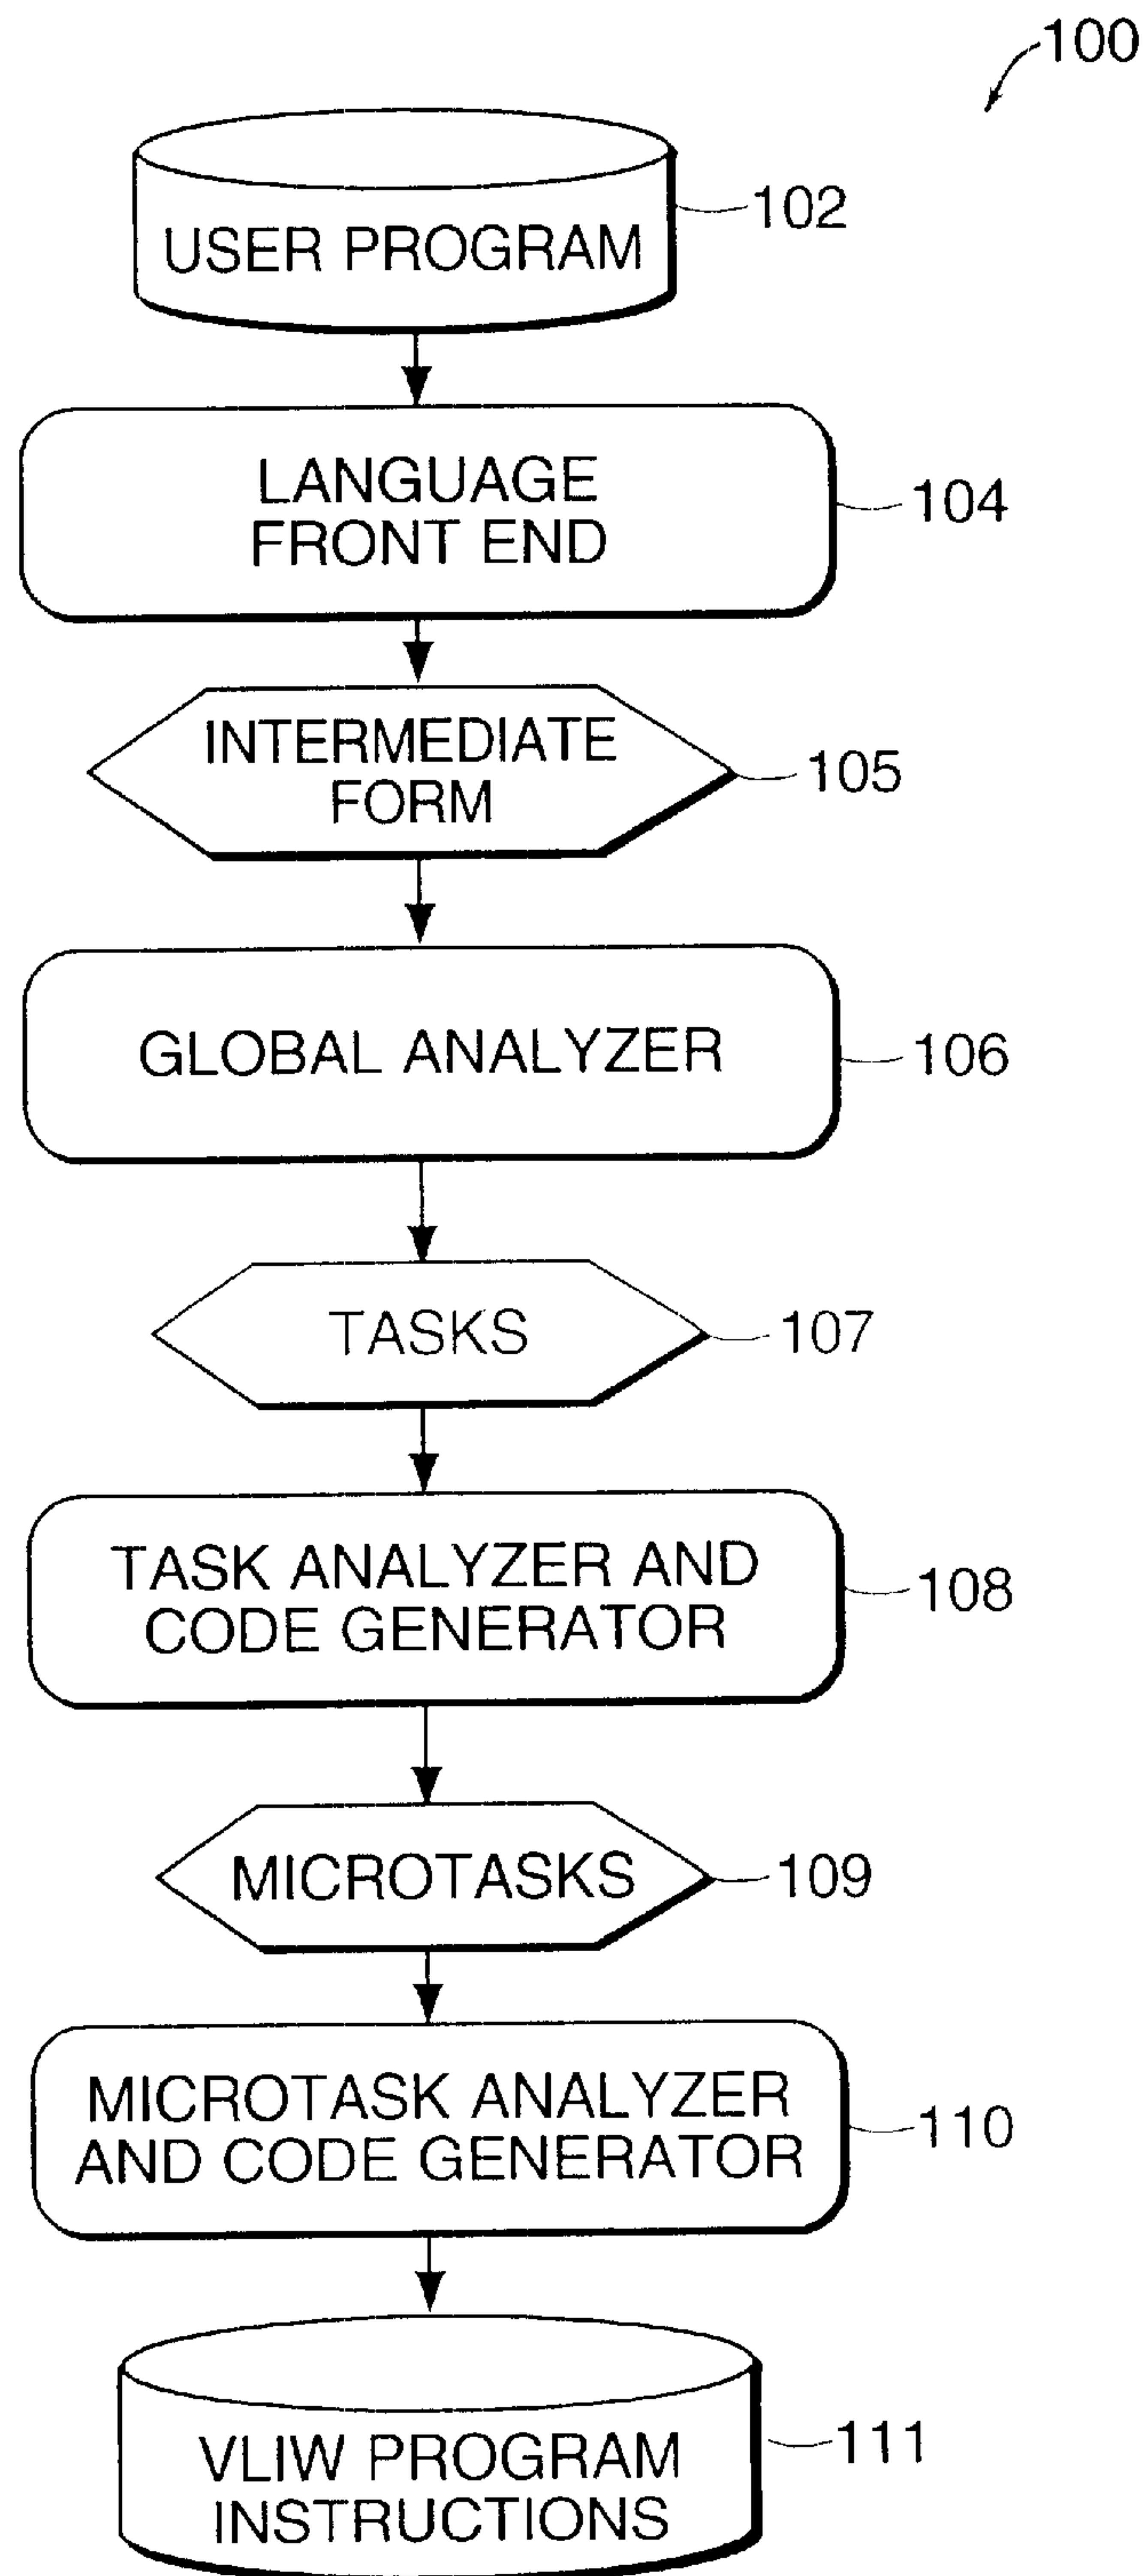 100
USER PROGRAM
102
LANGUAGE
FRONT END
104
INTERMEDIATE
FORM
105
GLOBAL ANALYZER
106
TASKS
107
TASK ANALYZER AND
CODE GENERATOR
108
MICROTASKS
109
MICROTASK ANALYZER
AND CODE GENERATOR
110
VLIW PROGRAM
INSTRUCTIONS
111